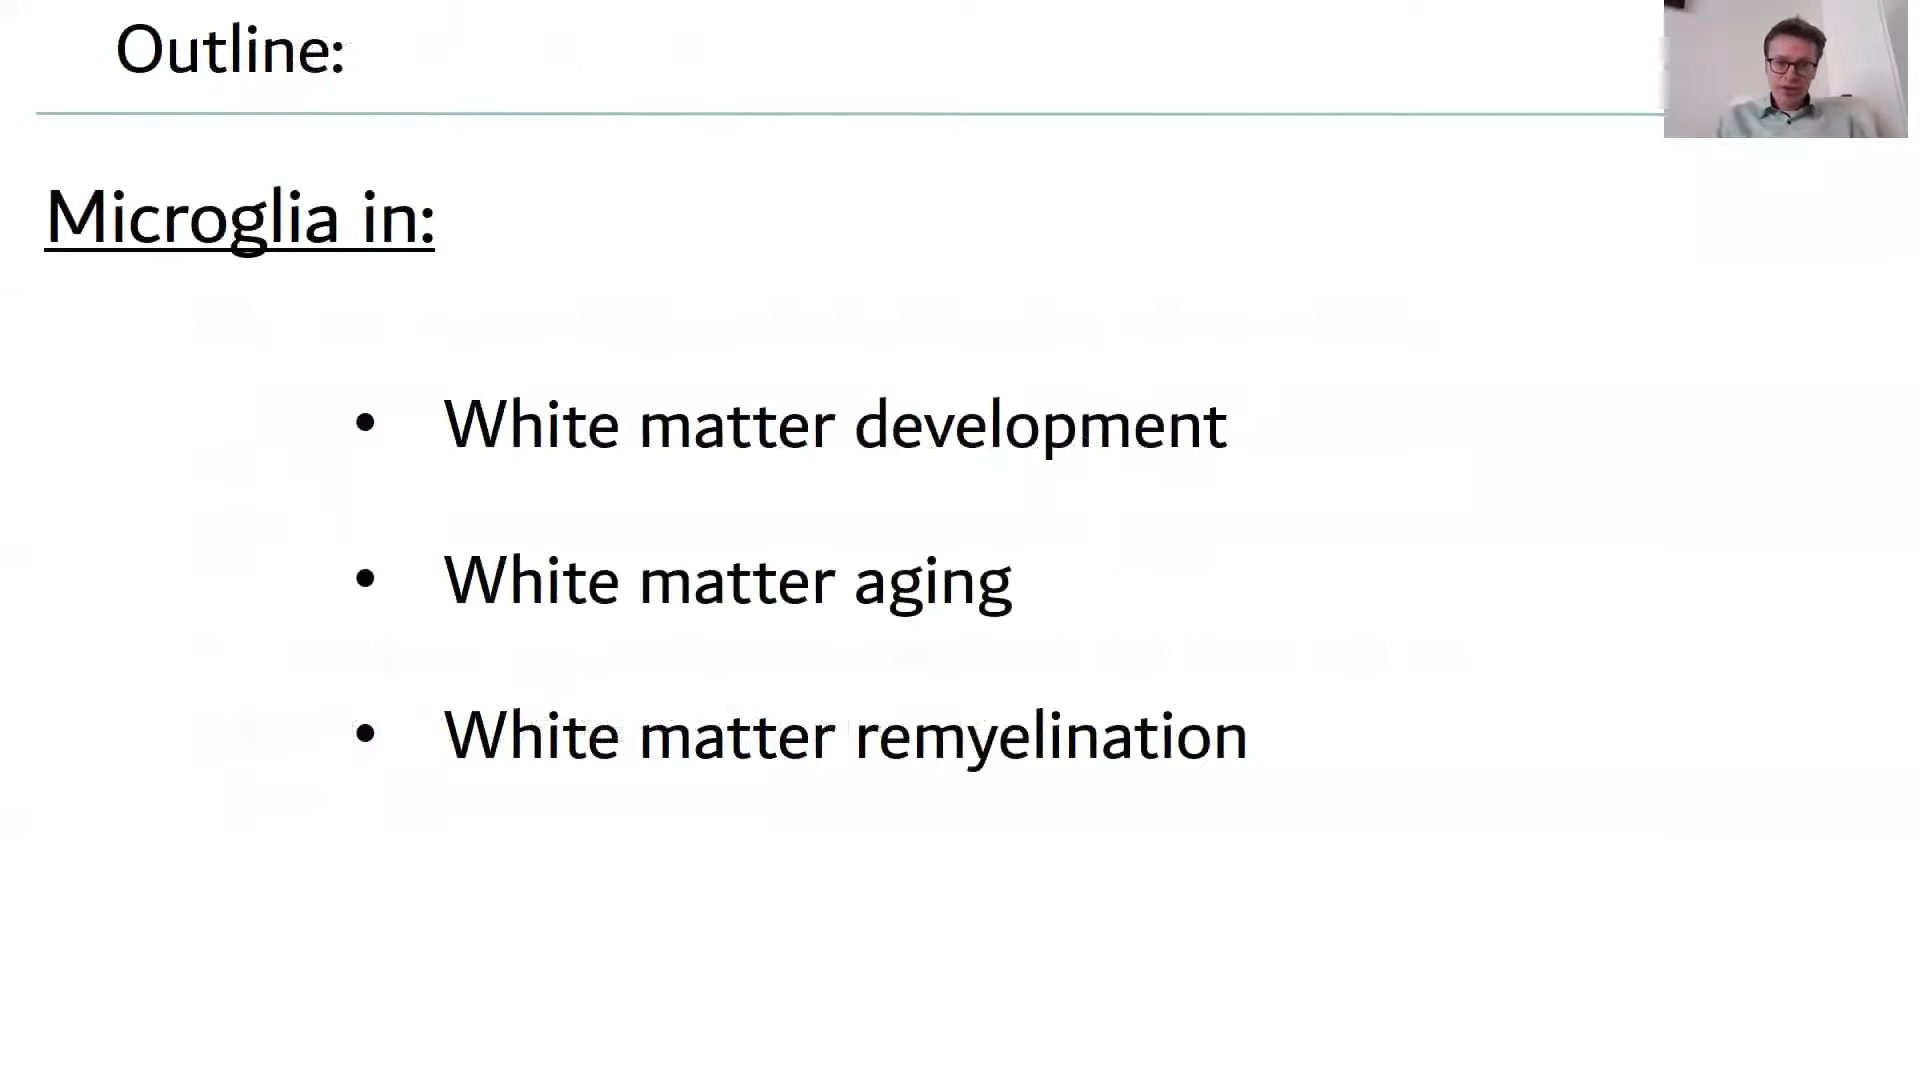 Outline:
Microglia in:
• White matter development
• White matter aging
• White matter remyelination